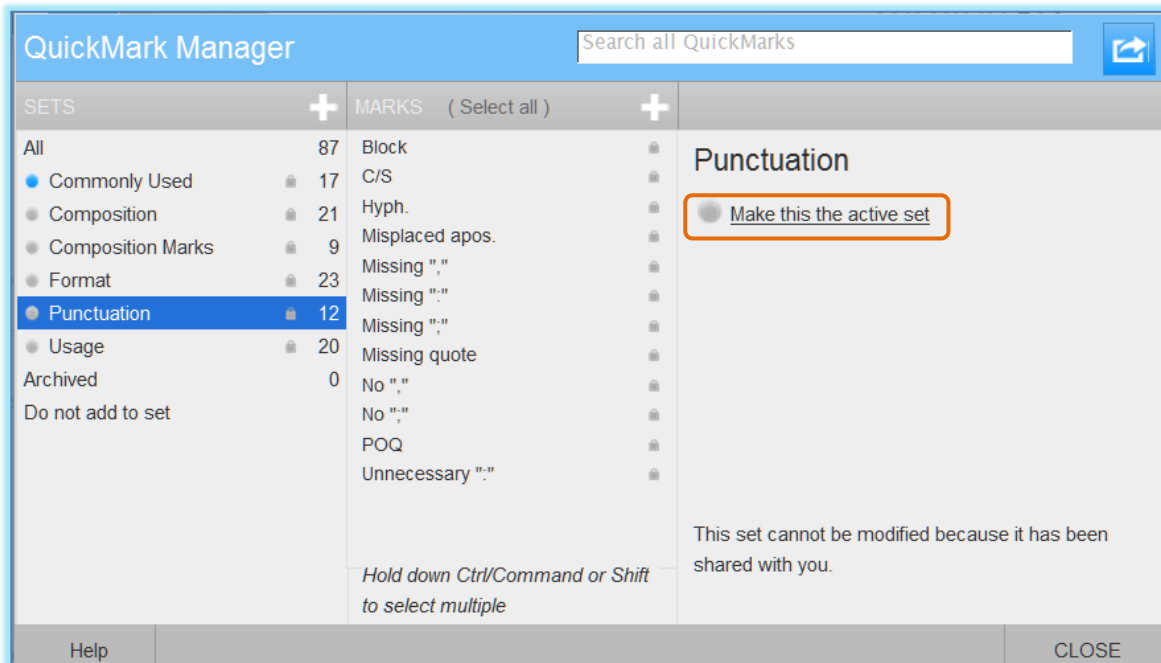 QuickMark Manager
Search all QuickMarks
SETS
MARKS ( Select all )
All 87
Commonly Used 17
Composition 21
Composition Marks 9
Format 23
Punctuation 12
Usage 20
Archived 0
Do not add to set
Block
C/S
Hyph.
Misplaced apos.
Missing ","
Missing ":"
Missing ";"
Missing quote
No ","
No ";"
POQ
Unnecessary ":"
Hold down Ctrl/Command or Shift
to select multiple
Punctuation
Make this the active set
This set cannot be modified because it has been
shared with you.
Help
CLOSE